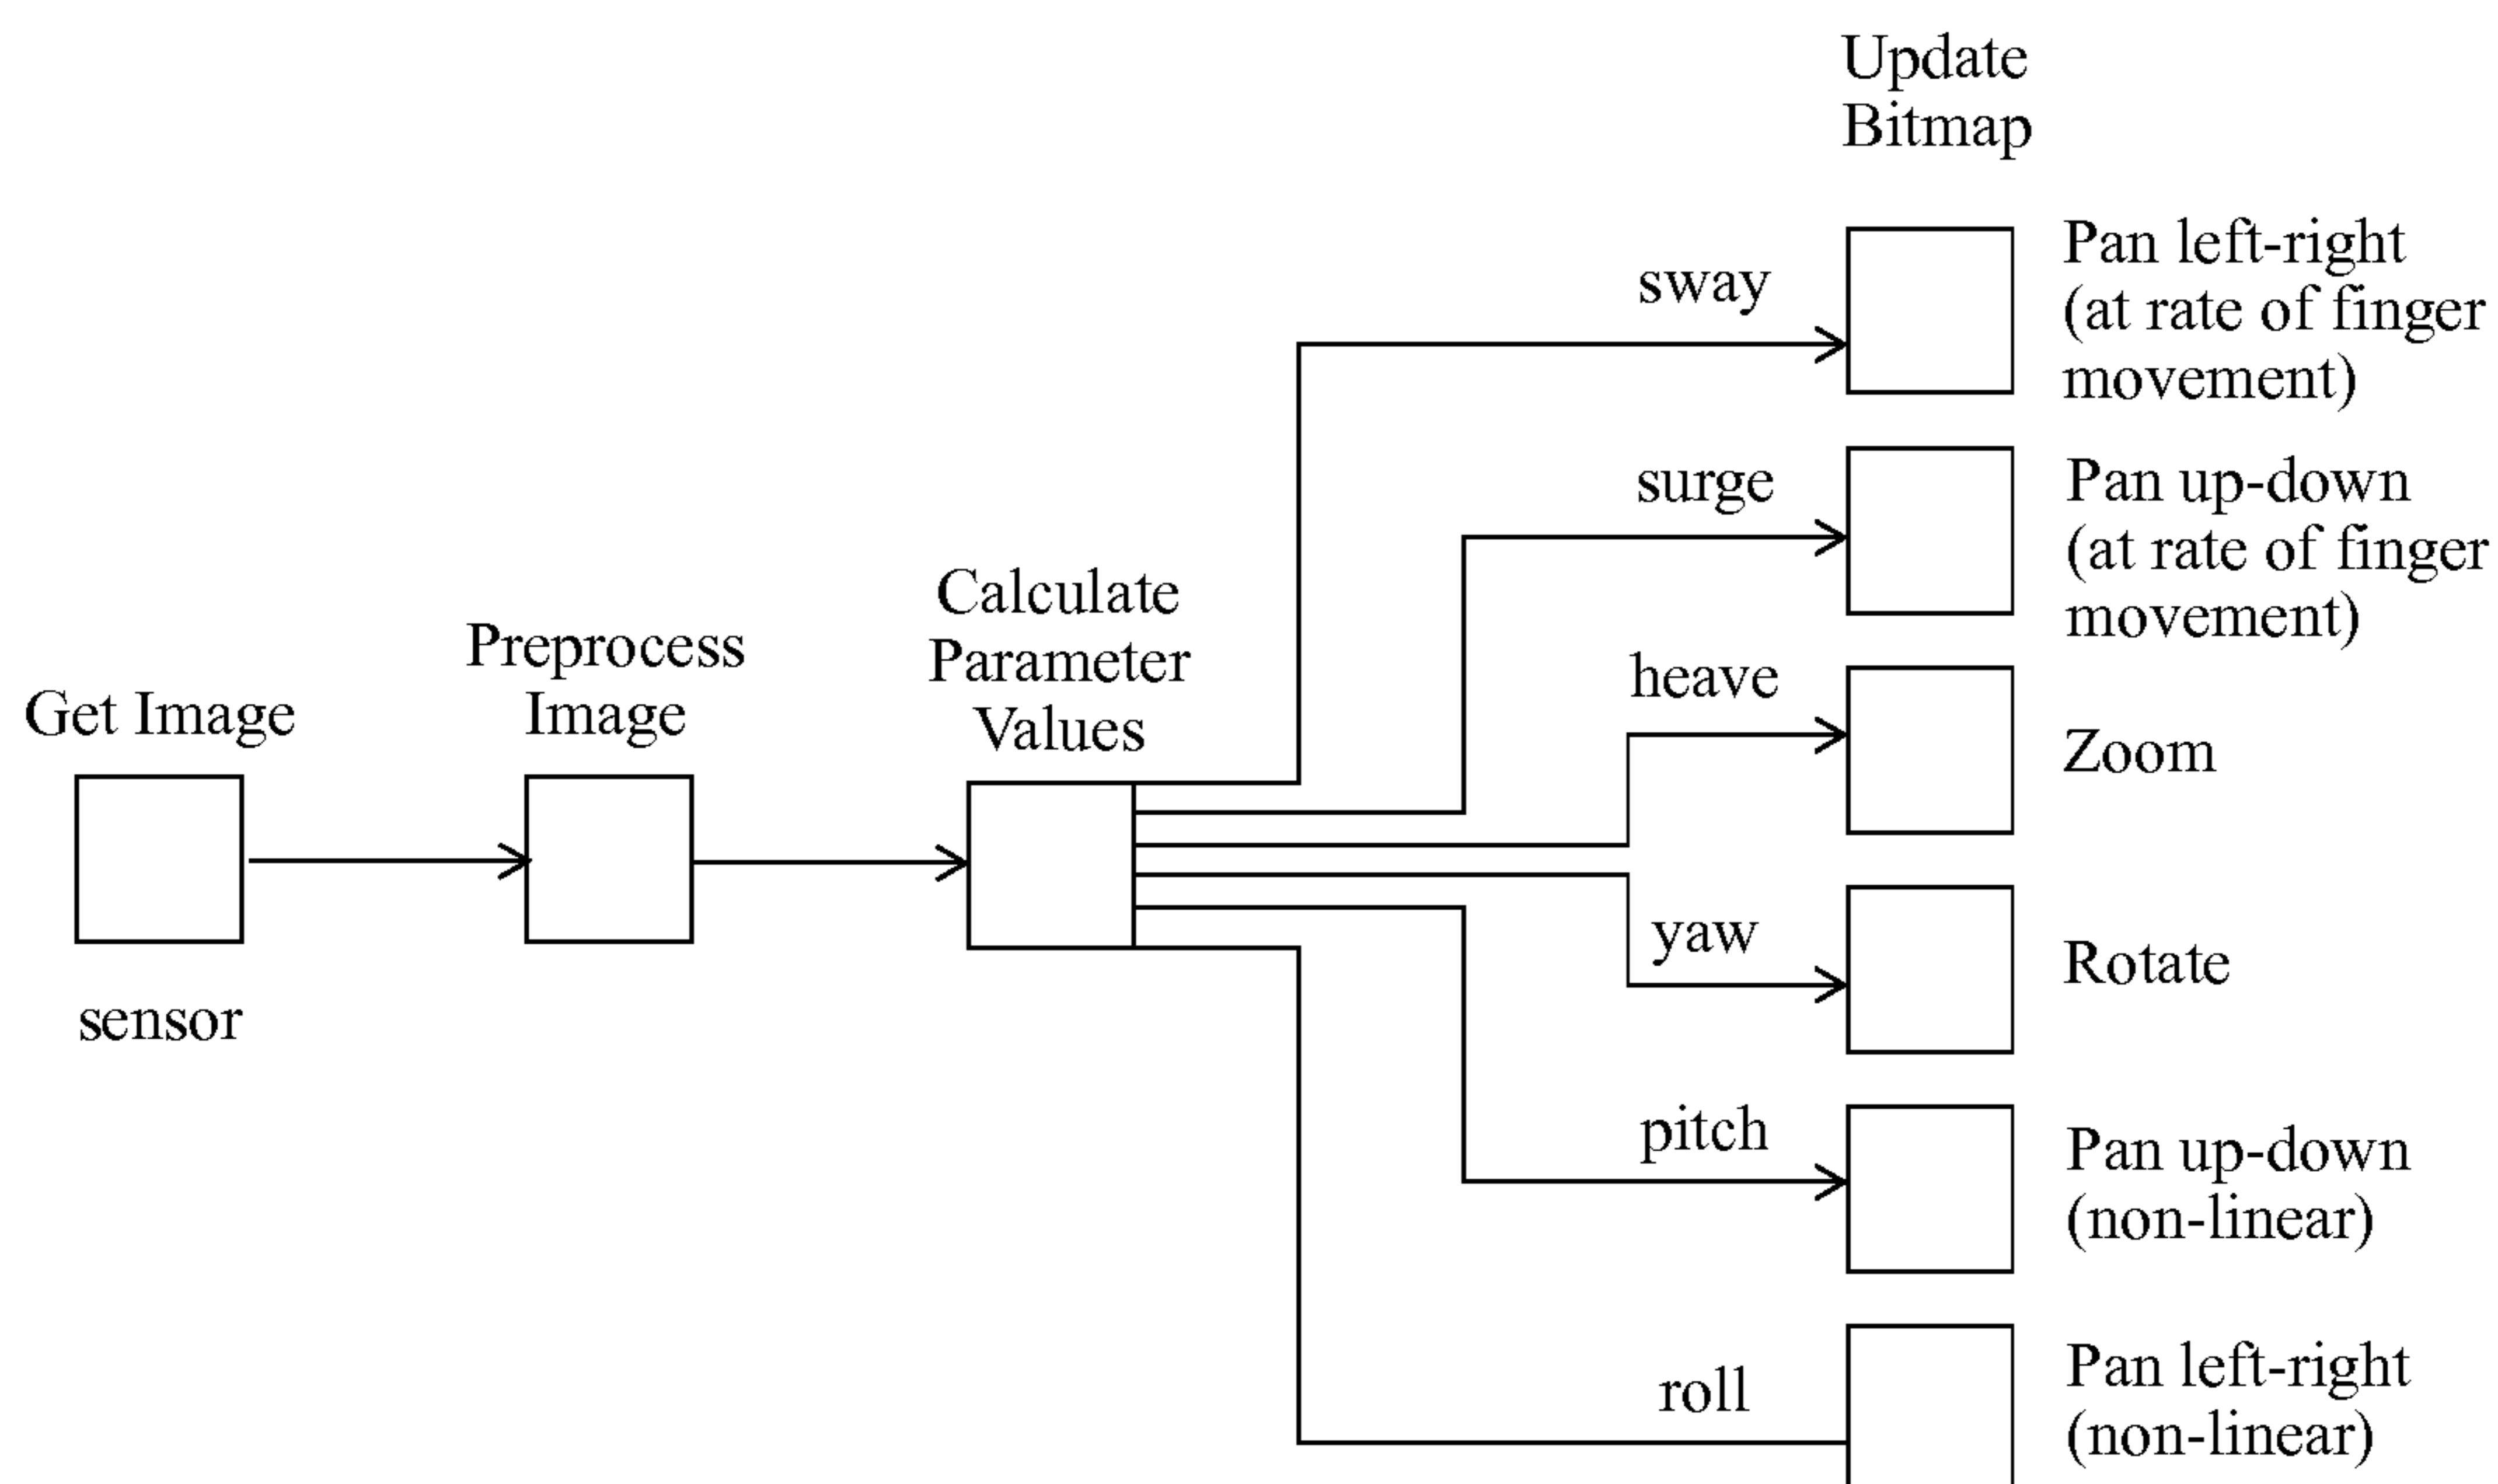 Update
Bitmap
sway
Pan left-right
(at rate of finger
movement)
surge
Pan up-down
(at rate of finger
movement)
Calculate
Parameter
Values
Preprocess
Image
Get Image
sensor
heave
Zoom
yaw
Rotate
pitch
Pan up-down
(non-linear)
roll
Pan left-right
(non-linear)